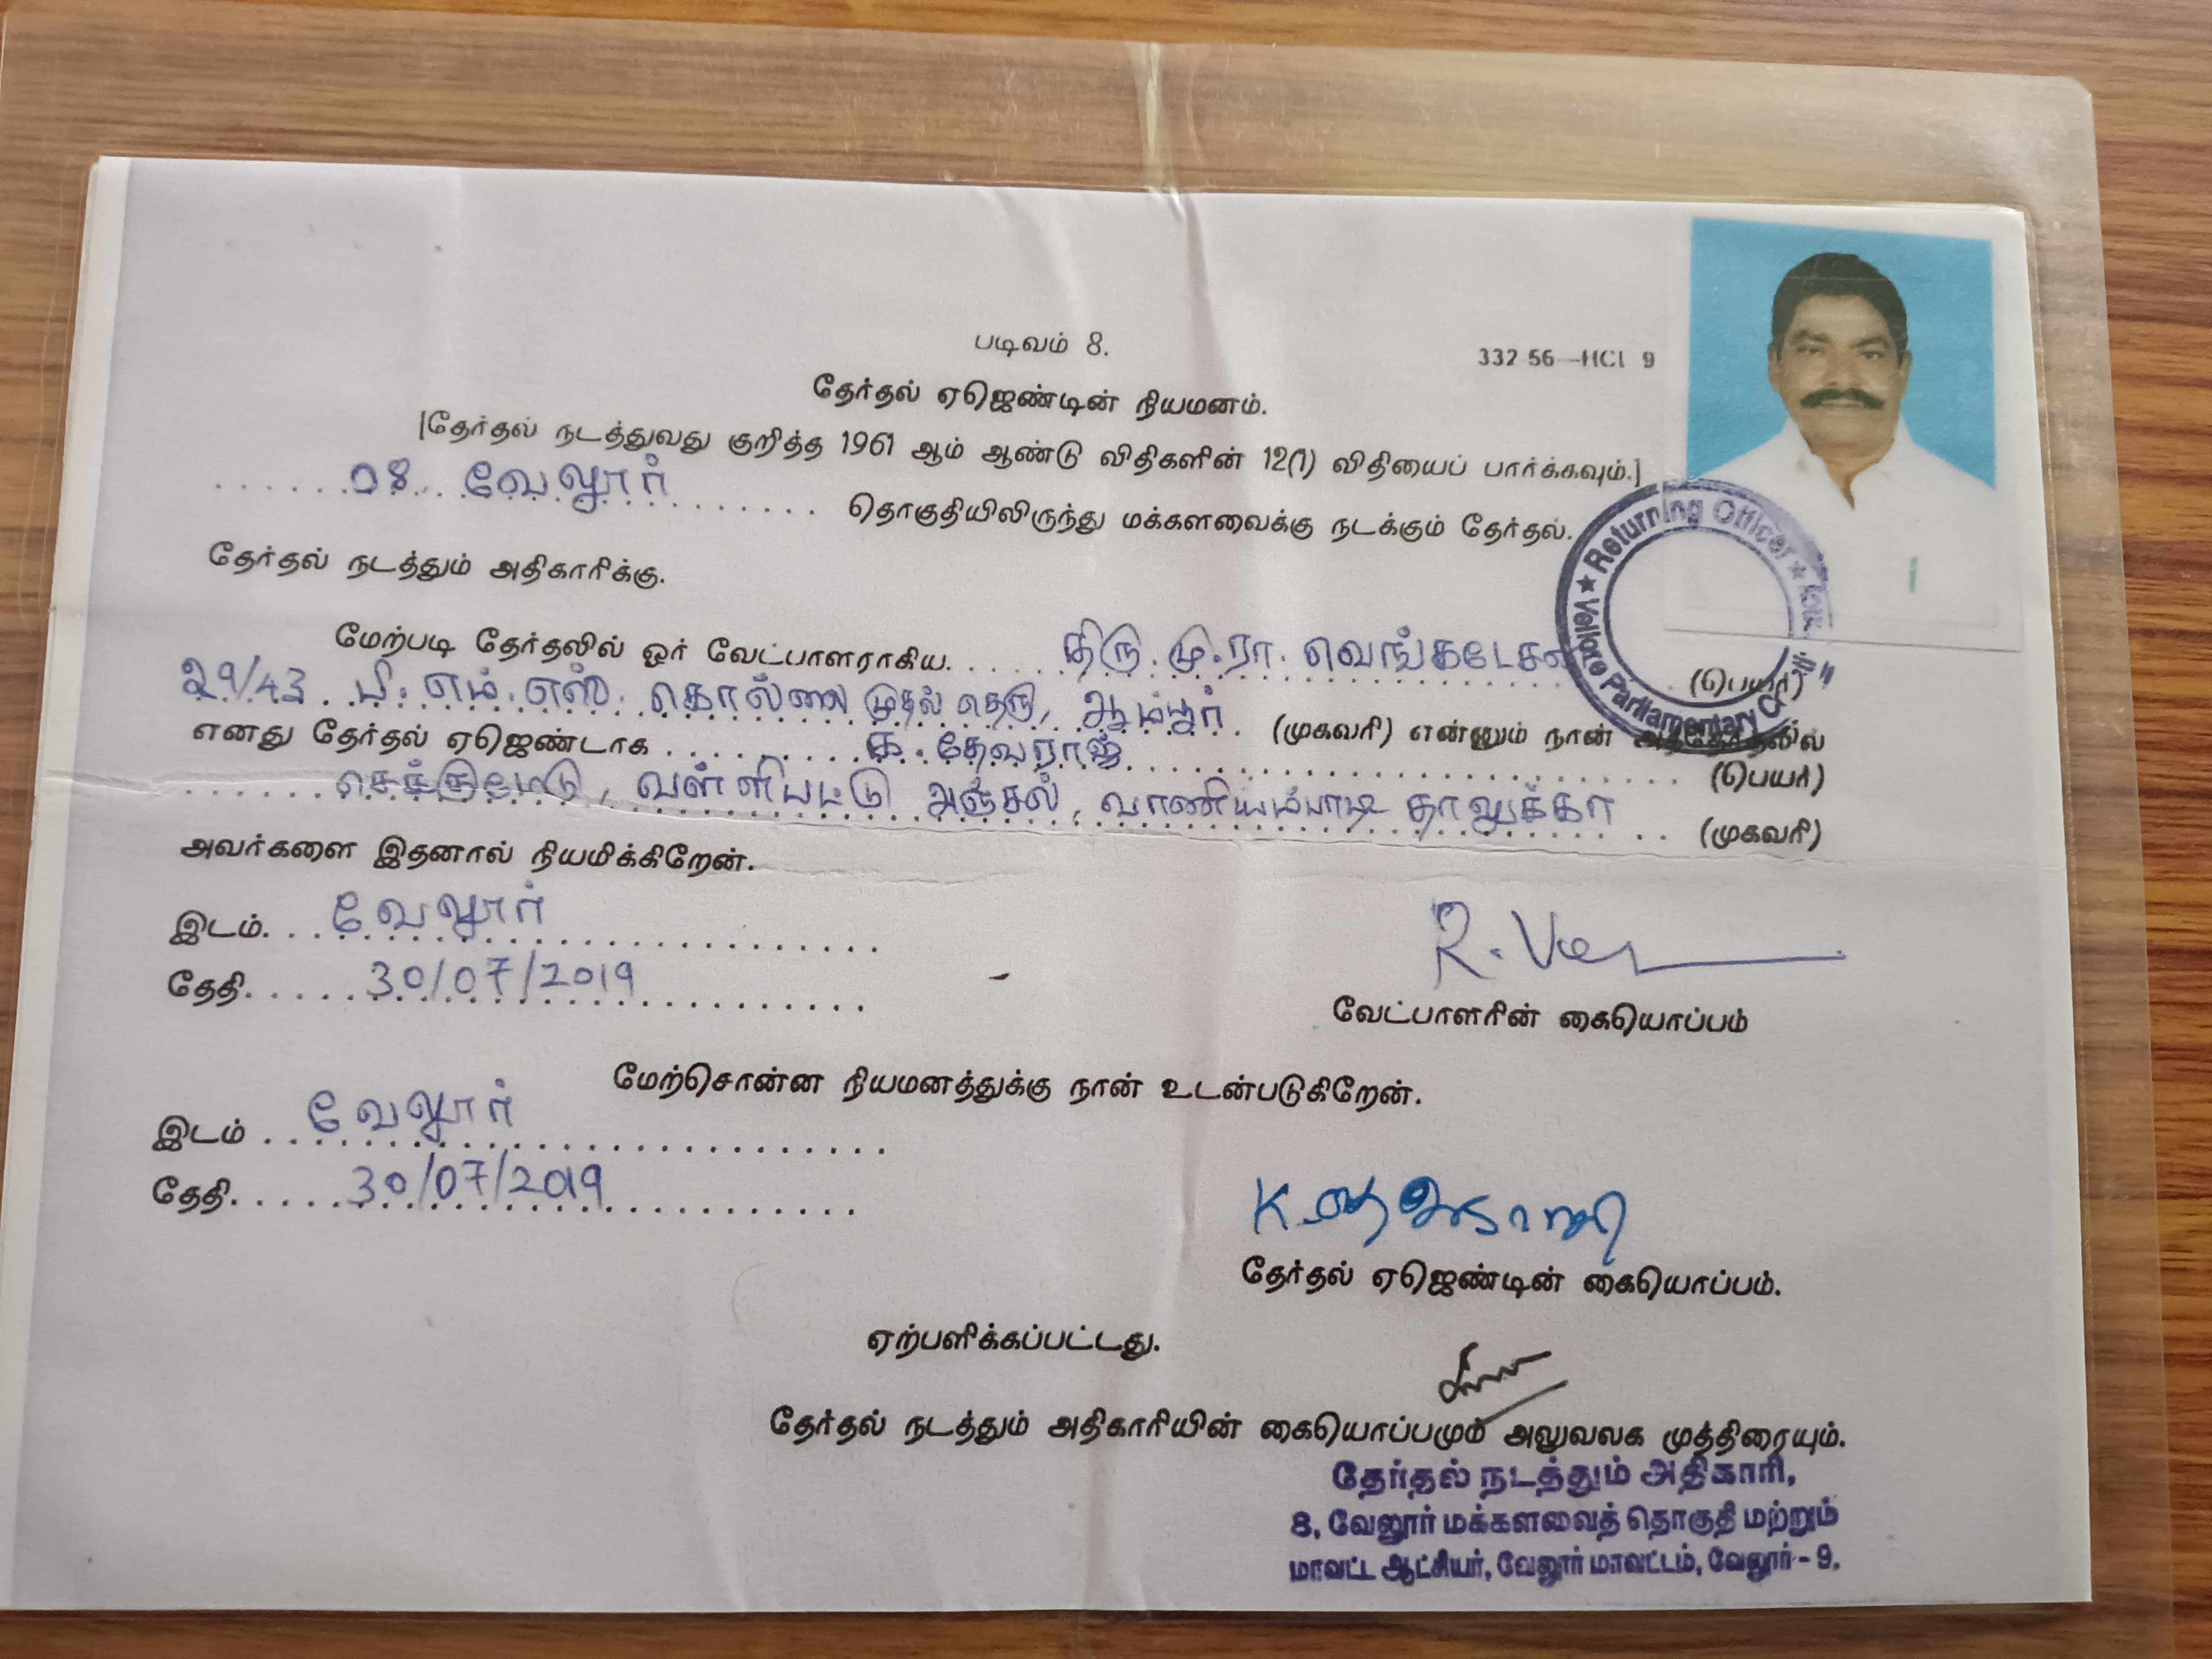 படிவம் 8.
332 56—HCI 9
தேர்தல் ஏஜெண்டின் நியமனம்.
[தேர்தல் நடத்துவது குறித்த 1961 ஆம் ஆண்டு விதிகளின் 12(1) விதியைப் பார்க்கவும்.]
08 வேலூர் தொகுதியிலிருந்து மக்களவைக்கு நடக்கும் தேர்தல்.
தேர்தல் நடத்தும் அதிகாரிக்கு.
மேற்படி தேர்தலில் ஓர் வேட்பாளராகிய திரு. மு.ரா. வெங்கடேசன் (பெயர்)
29/43. பி.எம்.எஸ். கொல்லை முதல் தெரு, ஆம்பூர். (முகவரி) என்னும் நான் அத்தேர்தலில்
எனது தேர்தல் ஏஜெண்டாக க. தேவராஜ் (பெயர்)
செக்குமேடு, வள்ளிபட்டு அஞ்சல், வாணியம்பாடி தாலுக்கா (முகவரி)
அவர்களை இதனால் நியமிக்கிறேன்.
இடம். வேலூர்
தேதி. 30/07/2019
R. Ve
வேட்பாளரின் கையொப்பம்
மேற்சொன்ன நியமனத்துக்கு நான் உடன்படுகிறேன்.
இடம் வேலூர்
தேதி. 30/07/2019
K.
தேர்தல் ஏஜெண்டின் கையொப்பம்.
ஏற்பளிக்கப்பட்டது.
தேர்தல் நடத்தும் அதிகாரியின் கையொப்பமும் அலுவலக முத்திரையும்.
தேர்தல் நடத்தும் அதிகாரி,
8, வேலூர் மக்களவைத் தொகுதி மற்றும்
மாவட்ட ஆட்சியர், வேலூர் மாவட்டம், வேலூர் - 9.
Returning Officer
Vellore Parliamentary